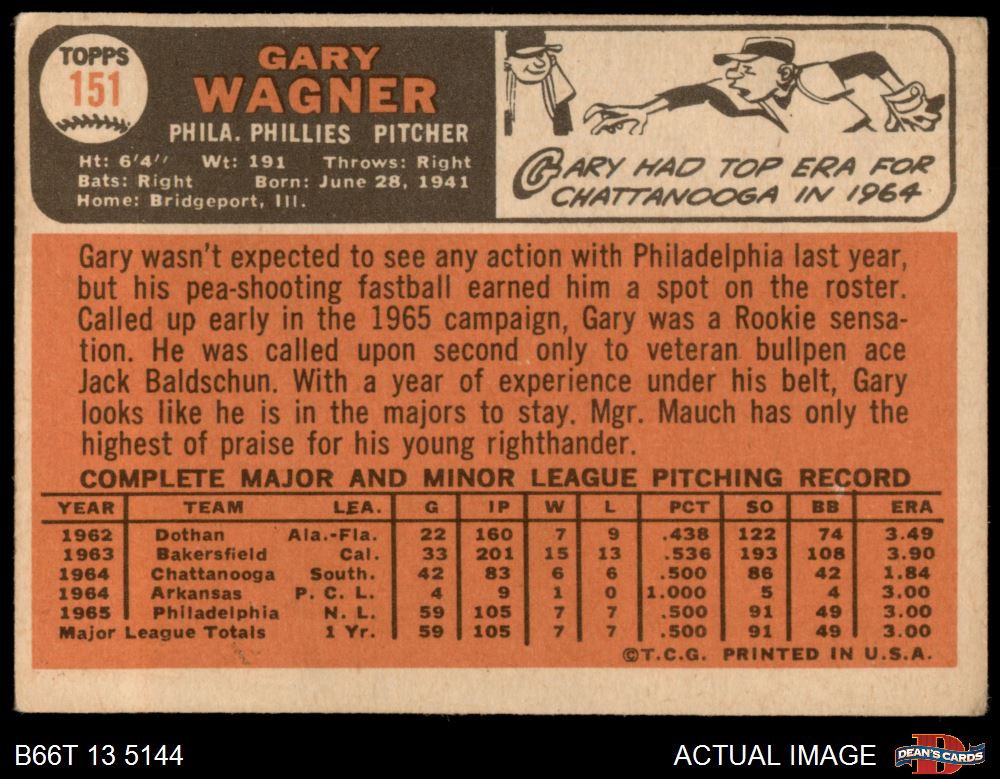 TOPPS
151
GARY
WAGNER
PHILA. PHILLIES PITCHER
Ht: 6'4'' Wt: 191 Throws: Right
Bats: Right Born: June 28, 1941
Home: Bridgeport, Ill.
GARY HAD TOP ERA FOR
CHATTANOOGA IN 1964
Gary wasn't expected to see any action with Philadelphia last year,
but his pea-shooting fastball earned him a spot on the roster.
Called up early in the 1965 campaign, Gary was a Rookie sensa-
tion. He was called upon second only to veteran bullpen ace
Jack Baldschun. With a year of experience under his belt, Gary
looks like he is in the majors to stay. Mgr. Mauch has only the
highest of praise for his young righthander.
COMPLETE MAJOR AND MINOR LEAGUE PITCHING RECORD
YEAR TEAM LEA. G IP W L PCT SO BB ERA
1962 Dothan Ala.-Fla. 22 160 7 9 .438 122 74 3.49
1963 Bakersfield Cal. 33 201 15 13 .536 193 108 3.90
1964 Chattanooga South. 42 83 6 6 .500 86 42 1.84
1964 Arkansas P. C. L. 4 9 1 0 1.000 5 4 3.00
1965 Philadelphia N. L. 59 105 7 7 .500 91 49 3.00
Major League Totals 1 Yr. 59 105 7 7 .500 91 49 3.00
©T.C.G. PRINTED IN U.S.A.
B66T 13 5144
ACTUAL IMAGE
D
DEAN'S CARDS